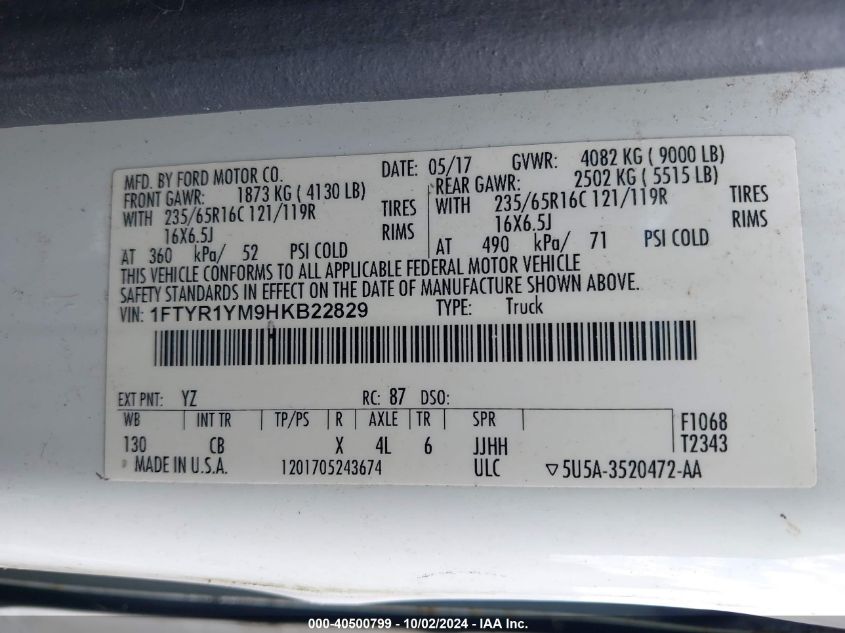 MFD. BY FORD MOTOR CO. DATE: 05/17 GVWR: 4082 KG ( 9000 LB)
FRONT GAWR: 1873 KG ( 4130 LB) REAR GAWR: 2502 KG ( 5515 LB)
WITH 235/65R16C 121/119R TIRES WITH 235/65R16C 121/119R TIRES
16X6.5J RIMS 16X6.5J RIMS
AT 360 kPa/ 52 PSI COLD AT 490 kPa/ 71 PSI COLD
THIS VEHICLE CONFORMS TO ALL APPLICABLE FEDERAL MOTOR VEHICLE
SAFETY STANDARDS IN EFFECT ON THE DATE OF MANUFACTURE SHOWN ABOVE.
VIN: 1FTYR1YM9HKB22829 TYPE: Truck
EXT PNT: YZ RC: 87 DSO:
WB INT TR TP/PS R AXLE TR SPR F1068
130 CB X 4L 6 JJHH T2343
MADE IN U.S.A. 1201705243674 ULC ▽5U5A-3520472-AA
000-40500799 - 10/02/2024 - IAA Inc.